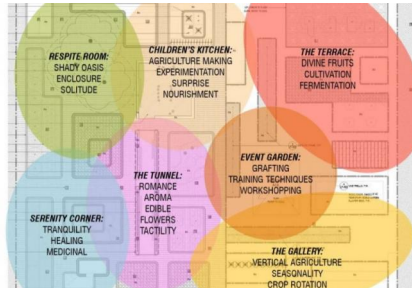 RESPITE ROOM:
SHADY OASIS
ENCLOSURE
SOLITUDE
CHILDREN'S KITCHEN:
AGRICULTURE MAKING
EXPERIMENTATION
SURPRISE
NOURISHMENT
THE TERRACE:
DIVINE FRUITS
CULTIVATION
FERMENTATION
THE TUNNEL:
ROMANCE
AROMA
EDIBLE
FLOWERS
TACTILITY
EVENT GARDEN:
GRAFTING
TRAINING TECHNIQUES
WORKSHOPPING
SERENITY CORNER:
TRANQUILITY
HEALING
MEDICINAL
THE GALLERY:
VERTICAL AGRICULTURE
SEASONALITY
CROP ROTATION